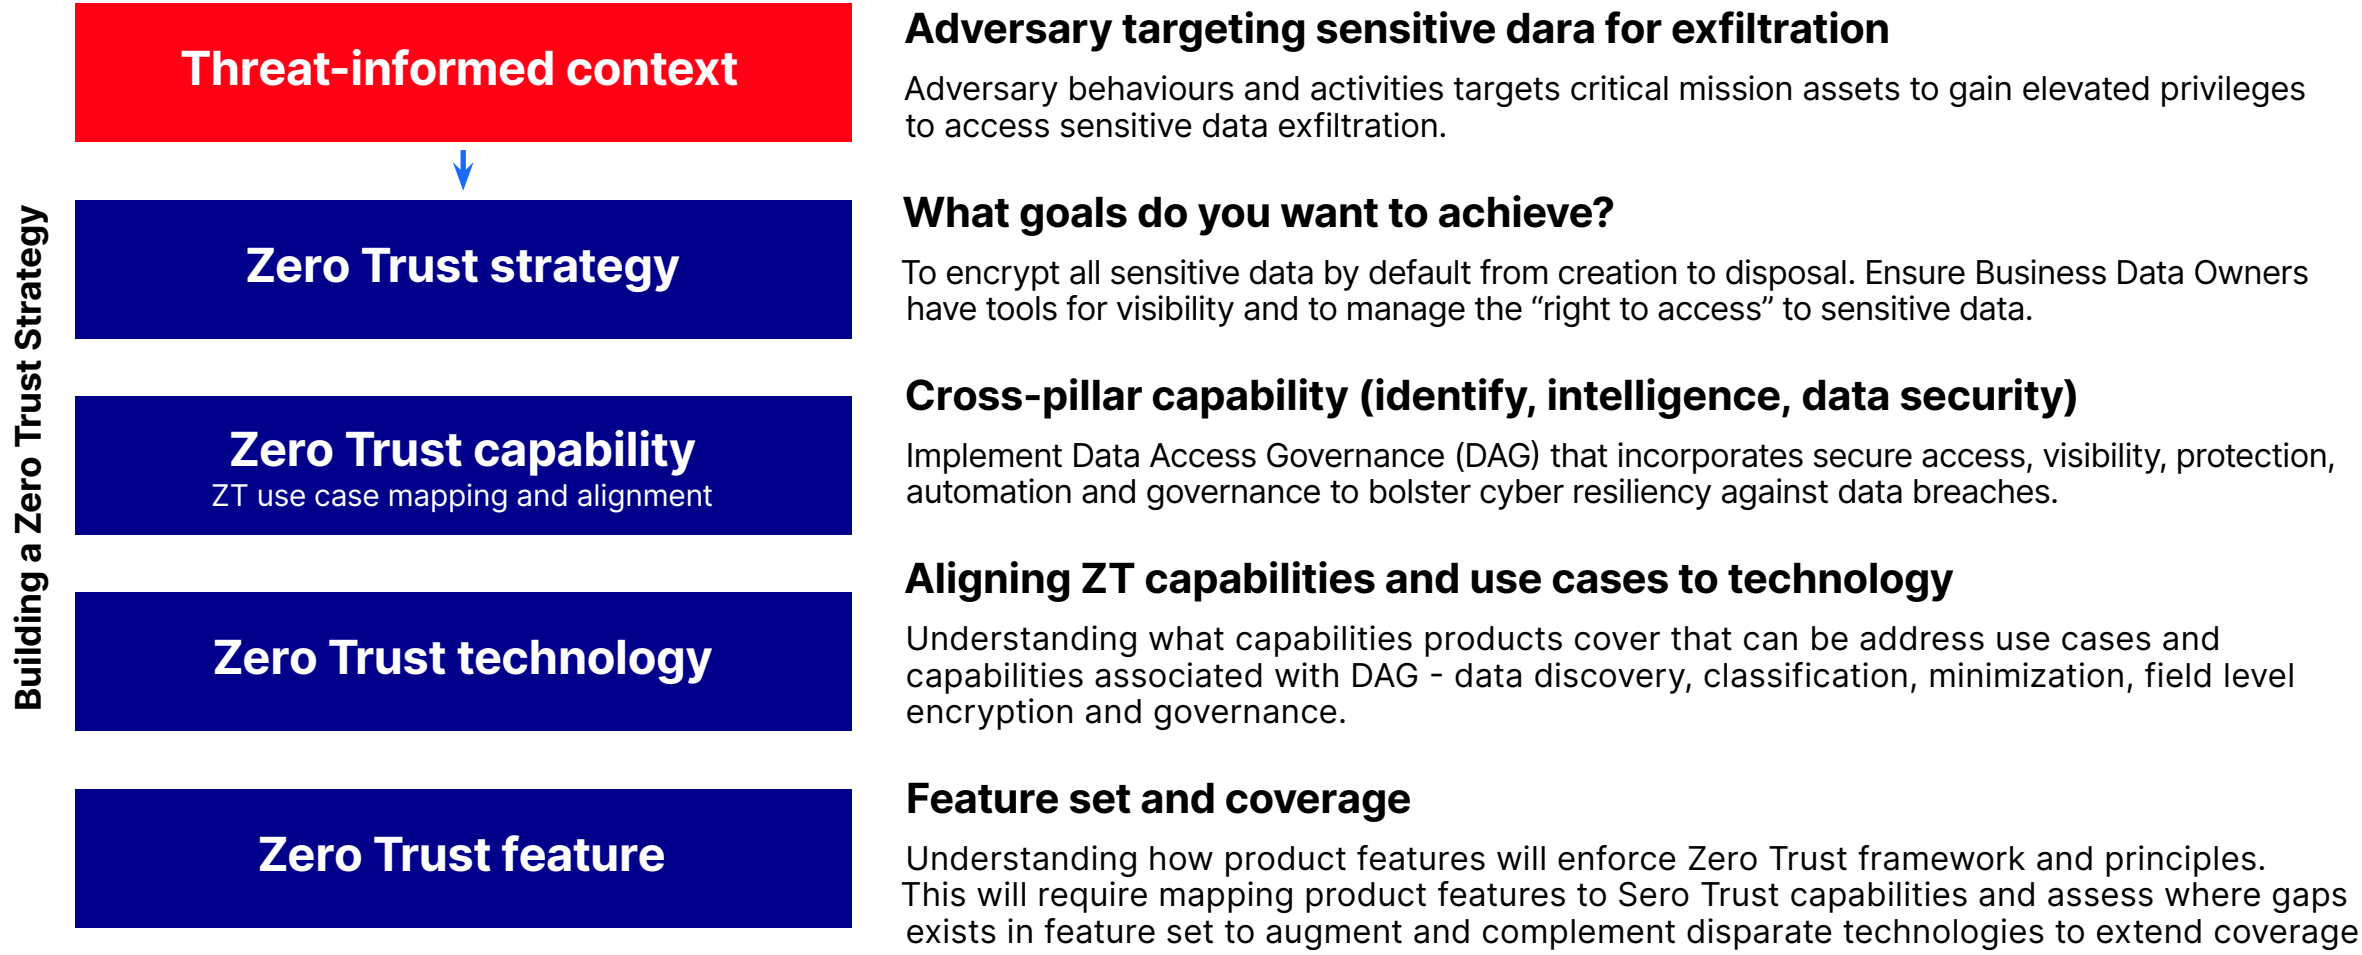 Building a Zero Trust Strategy
Threat-informed context
Adversary targeting sensitive dara for exfiltration
Adversary behaviours and activities targets critical mission assets to gain elevated privileges
to access sensitive data exfiltration.
Zero Trust strategy
What goals do you want to achieve?
To encrypt all sensitive data by default from creation to disposal. Ensure Business Data Owners
have tools for visibility and to manage the “right to access” to sensitive data.
Zero Trust capability
ZT use case mapping and alignment
Cross-pillar capability (identify, intelligence, data security)
Implement Data Access Governance (DAG) that incorporates secure access, visibility, protection,
automation and governance to bolster cyber resiliency against data breaches.
Zero Trust technology
Aligning ZT capabilities and use cases to technology
Understanding what capabilities products cover that can be address use cases and
capabilities associated with DAG - data discovery, classification, minimization, field level
encryption and governance.
Zero Trust feature
Feature set and coverage
Understanding how product features will enforce Zero Trust framework and principles.
This will require mapping product features to Sero Trust capabilities and assess where gaps
exists in feature set to augment and complement disparate technologies to extend coverage